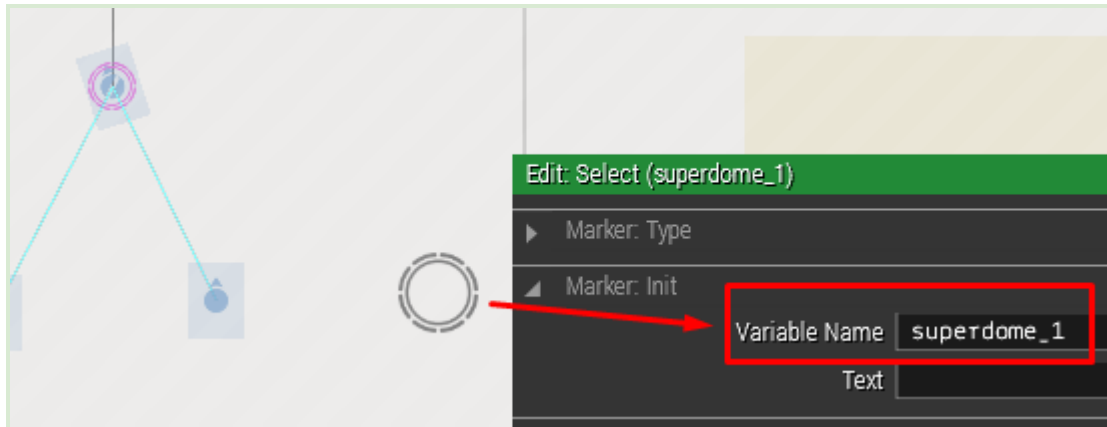 Edit: Select (superdome_1)
Marker: Type
Marker: Init
Variable Name superdome_1
Text